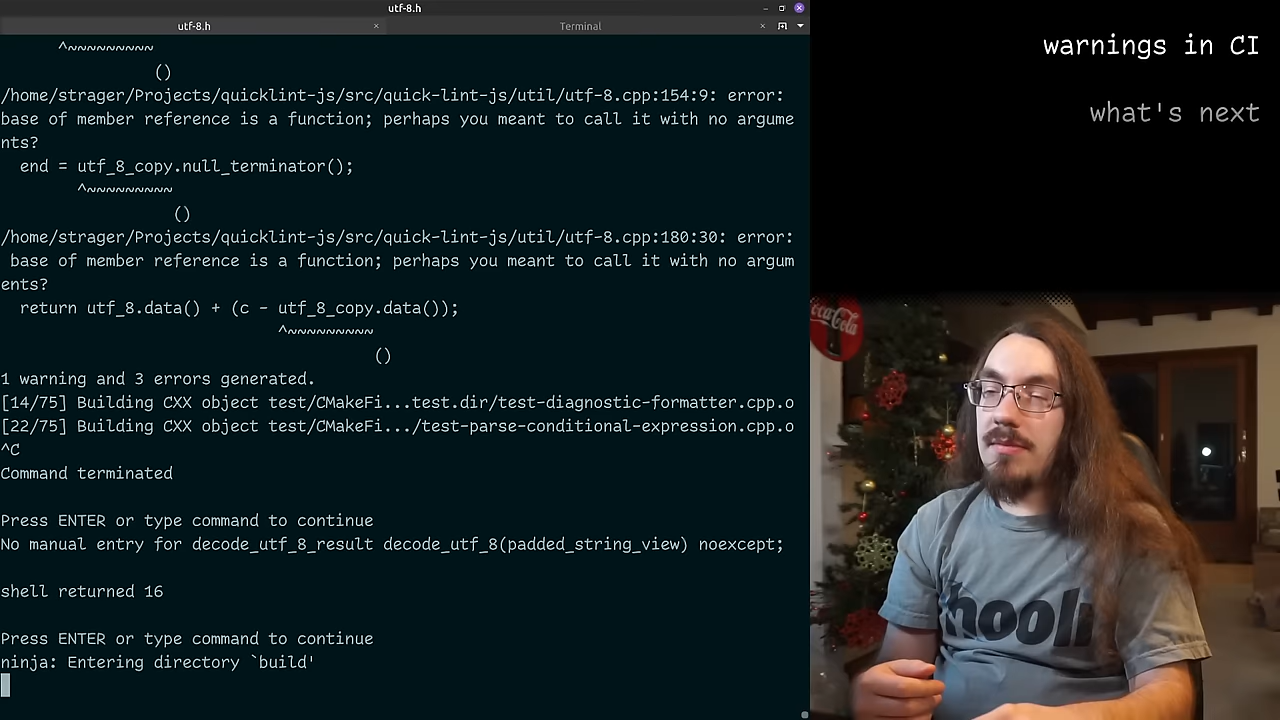 utf-8.h
utf-8.h
Terminal
^~~~~~~~~~
()
/home/strager/Projects/quicklint-js/src/quick-lint-js/util/utf-8.cpp:154:9: error:
base of member reference is a function; perhaps you meant to call it with no argume
nts?
end = utf_8_copy.null_terminator();
^~~~~~~~~~
()
/home/strager/Projects/quicklint-js/src/quick-lint-js/util/utf-8.cpp:180:30: error:
base of member reference is a function; perhaps you meant to call it with no argum
ents?
return utf_8.data() + (c - utf_8_copy.data());
^~~~~~~~~~
()
1 warning and 3 errors generated.
[14/75] Building CXX object test/CMakeFi...test.dir/test-diagnostic-formatter.cpp.o
[22/75] Building CXX object test/CMakeFi.../test-parse-conditional-expression.cpp.o
^C
Command terminated
Press ENTER or type command to continue
No manual entry for decode_utf_8_result decode_utf_8(padded_string_view) noexcept;
shell returned 16
Press ENTER or type command to continue
ninja: Entering directory `build'
warnings in CI
what's next
Coca-Cola
hooli